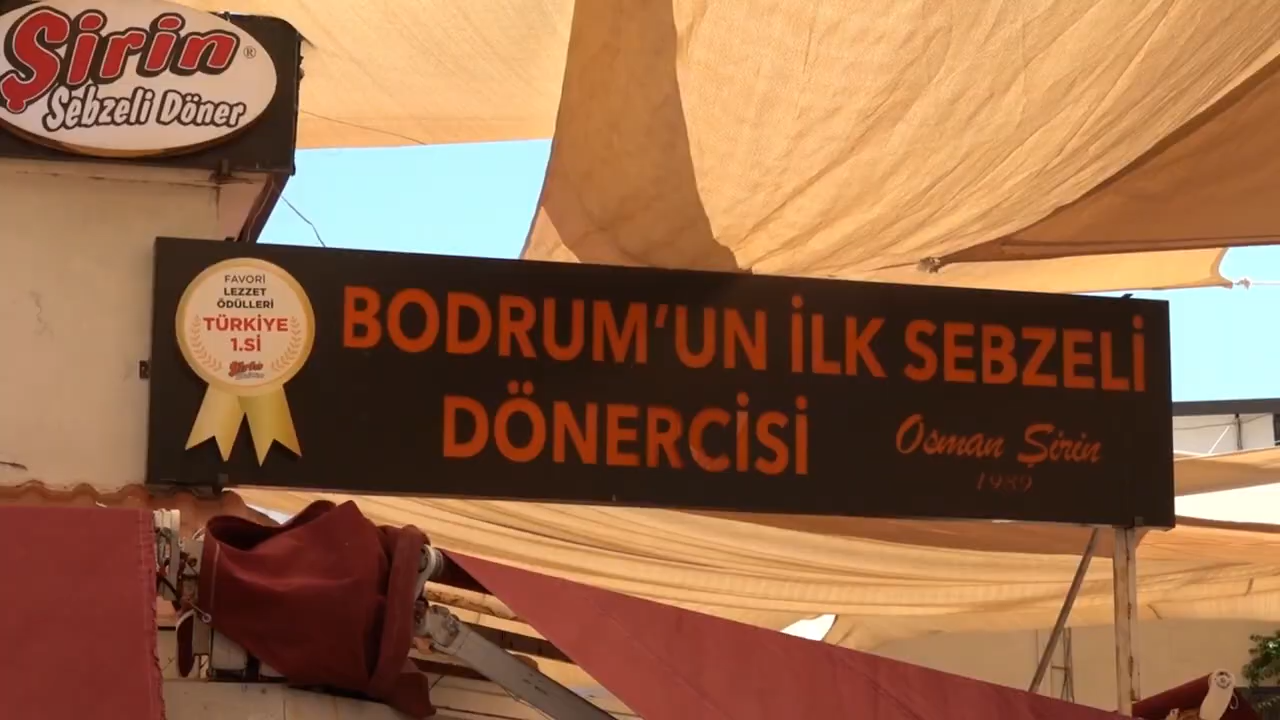 Şirin®
Sebzeli Döner
FAVORİ
LEZZET
ÖDÜLLERİ
TÜRKİYE
1.Sİ
Şirin
BODRUM'UN İLK SEBZELİ
DÖNERCİSİ
Osman Şirin
1989